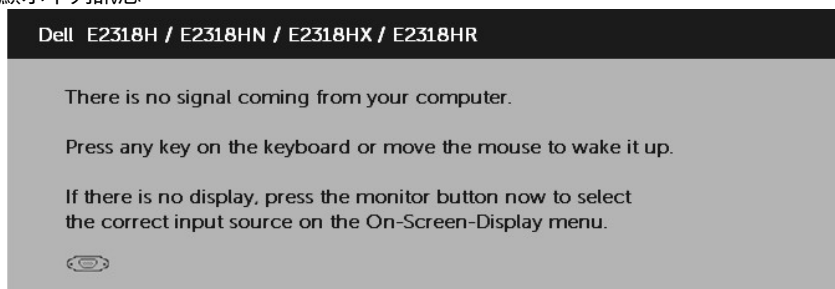 Dell E2318H / E2318HN / E2318HX / E2318HR
There is no signal coming from your computer.
Press any key on the keyboard or move the mouse to wake it up.
If there is no display, press the monitor button now to select
the correct input source on the On-Screen-Display menu.